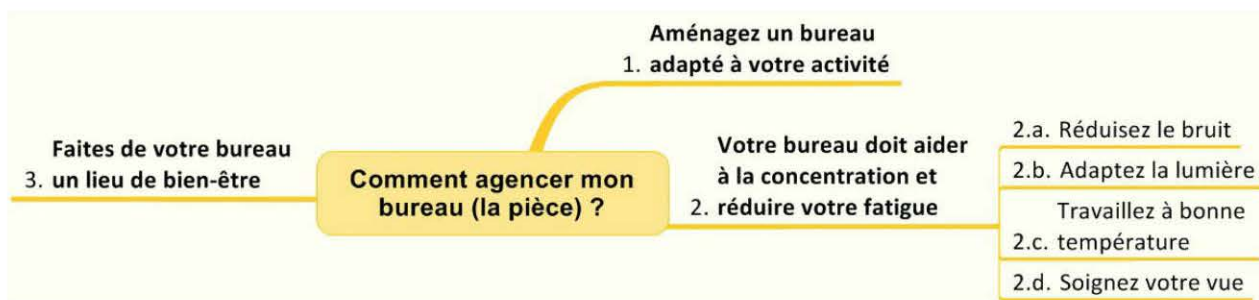 Comment agencer mon
bureau (la pièce) ?
Aménagez un bureau
1. adapté à votre activité
Votre bureau doit aider
à la concentration et
2. réduire votre fatigue
2.a. Réduisez le bruit
2.b. Adaptez la lumière
Travaillez à bonne
2.c. température
2.d. Soignez votre vue
Faites de votre bureau
3. un lieu de bien-être